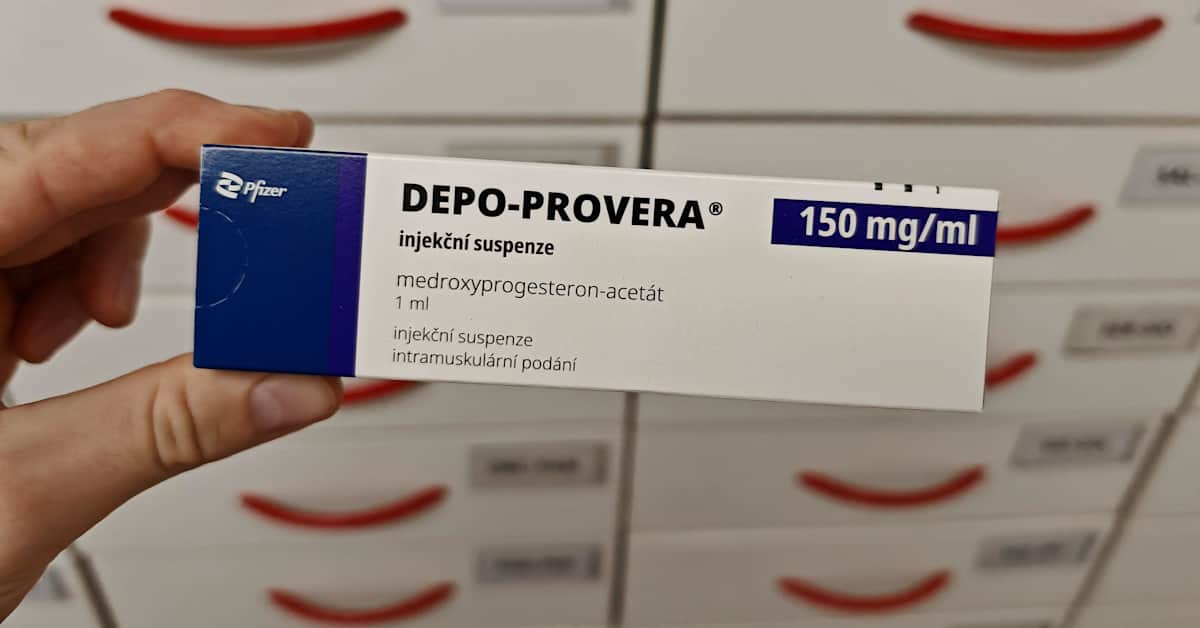 Pfizer
DEPO-PROVERA®
150 mg/ml
injekční suspenze
medroxyprogesteron-acetát
1 ml
injekční suspenze
intramuskulární podání